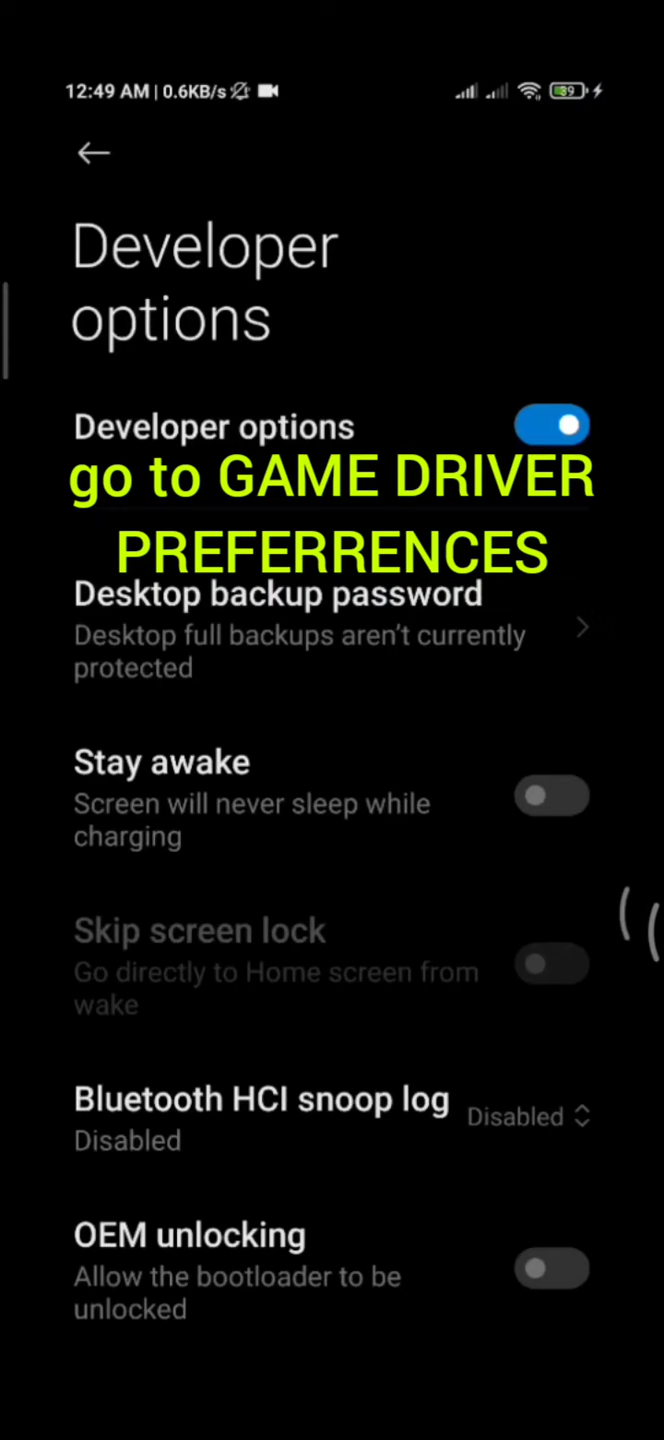 12:49 AM | 0.6KB/s
39
Developer
options
Developer options
go to GAME DRIVER
PREFERRENCES
Desktop backup password
Desktop full backups aren't currently
protected
Stay awake
Screen will never sleep while
charging
Skip screen lock
Go directly to Home screen from
wake
Bluetooth HCI snoop log
Disabled
Disabled
OEM unlocking
Allow the bootloader to be
unlocked